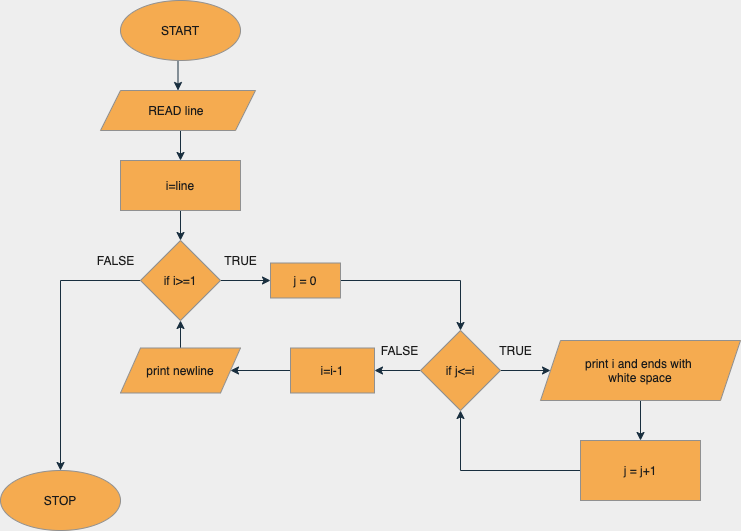 START
READ line
i=line
FALSE
TRUE
if i>=1
j = 0
FALSE
TRUE
print newline
i=i-1
if j<=i
print i and ends with
white space
j = j+1
STOP